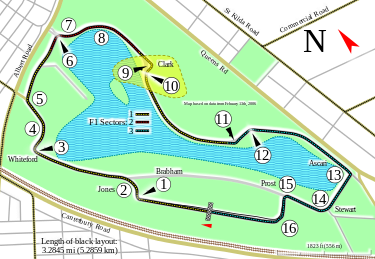 St Kilda Road
Commercial Road
N
Queens Rd
Albert Road
7
8
6
9
Clark
10
5
Map based on data from February 24th, 2006.
11
F1 Sectors:
1
2
3
4
3
12
Whiteford
Ascari
13
Brabham
Jones
2
1
Prost
15
14
Stewart
16
Canterbury Road
Length of black layout:
3.2845 mi (5.2859 km)
1823 ft (556 m)